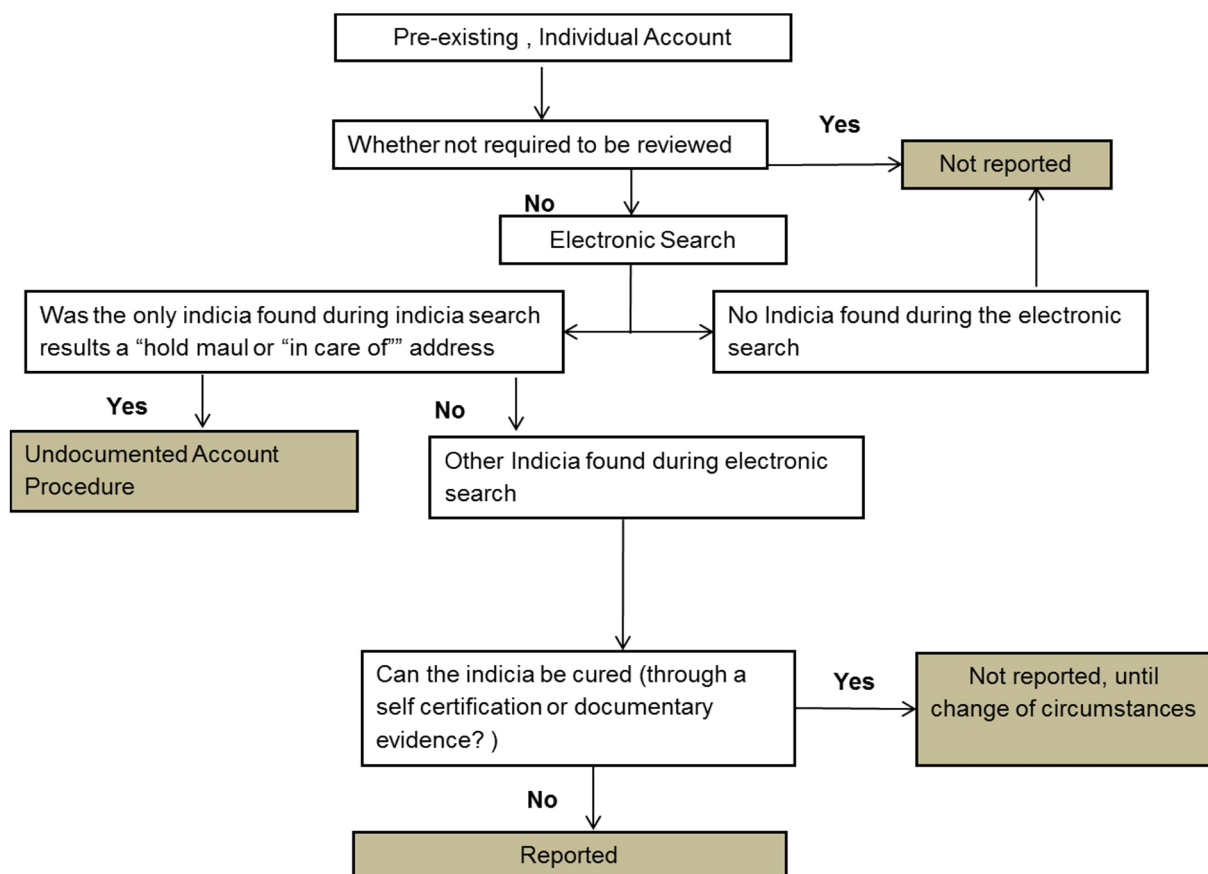 Pre-existing , Individual Account
Whether not required to be reviewed
Yes
Not reported
No
Electronic Search
Was the only indicia found during indicia search
results a “hold maul or “in care of”” address
No Indicia found during the electronic
search
Yes
No
Undocumented Account
Procedure
Other Indicia found during electronic
search
Can the indicia be cured (through a
self certification or documentary
evidence? )
Yes
Not reported, until
change of circumstances
No
Reported